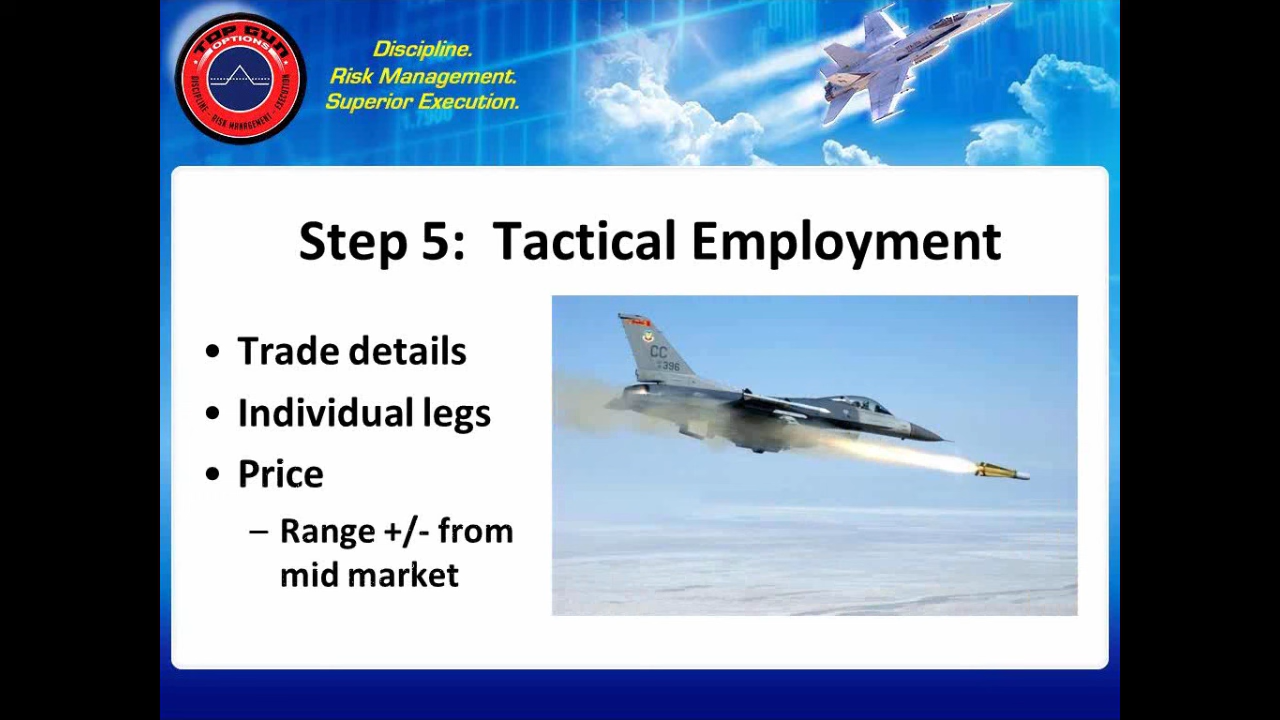 TOP GUN
OPTIONS
DISCIPLINE - RISK MANAGEMENT - EXECUTION
Discipline.
Risk Management.
Superior Execution.
Step 5: Tactical Employment
• Trade details
• Individual legs
• Price
– Range +/- from
mid market
CC
396